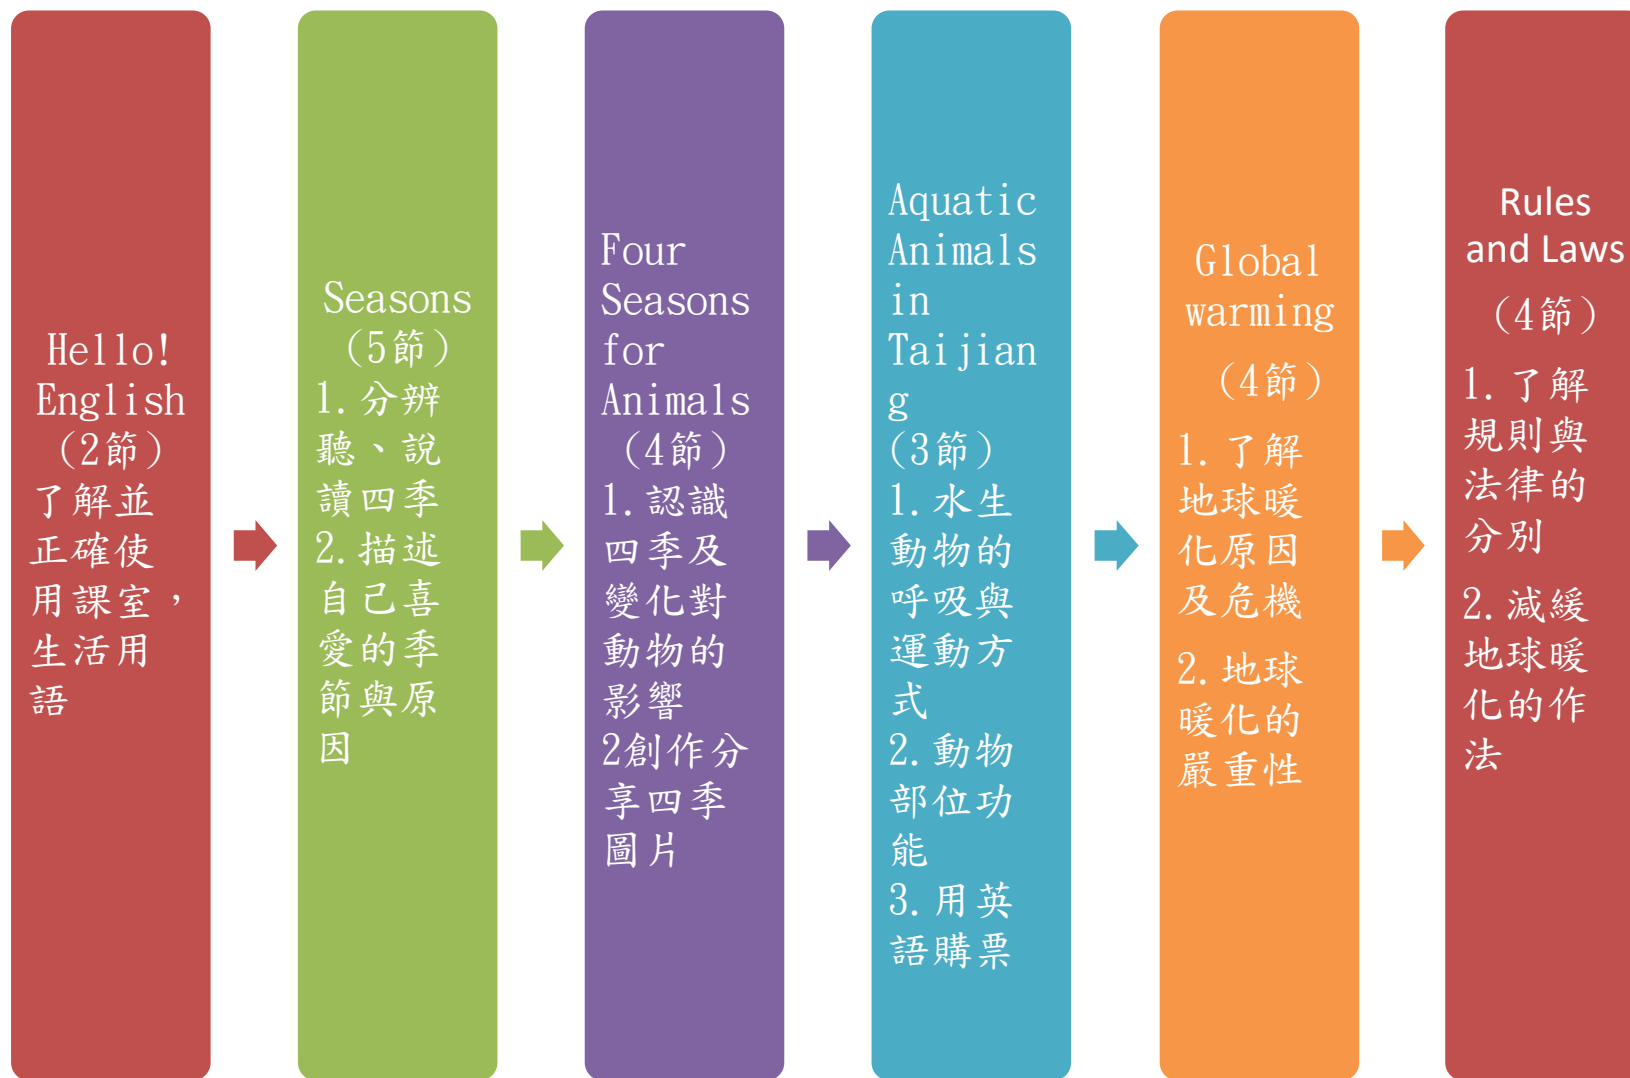 Hello!
English
（2節）
了解並
正確使
用課室，
生活用
語
Seasons
（5節）
1.分辨
聽、說
讀四季
2.描述
自己喜
愛的季
節與原
因
Four
Seasons
for
Animals
（4節）
1.認識
四季及
變化對
動物的
影響
2創作分
享四季
圖片
Aquatic
Animals
in
Taijian
g
(3節)
1.水生
動物的
呼吸與
運動方
式
2.動物
部位功
能
3.用英
語購票
Global
warming
（4節）
1.了解
地球暖
化原因
及危機
2.地球
暖化的
嚴重性
Rules
and Laws
（4節）
1.了解
規則與
法律的
分別
2.減緩
地球暖
化的作
法